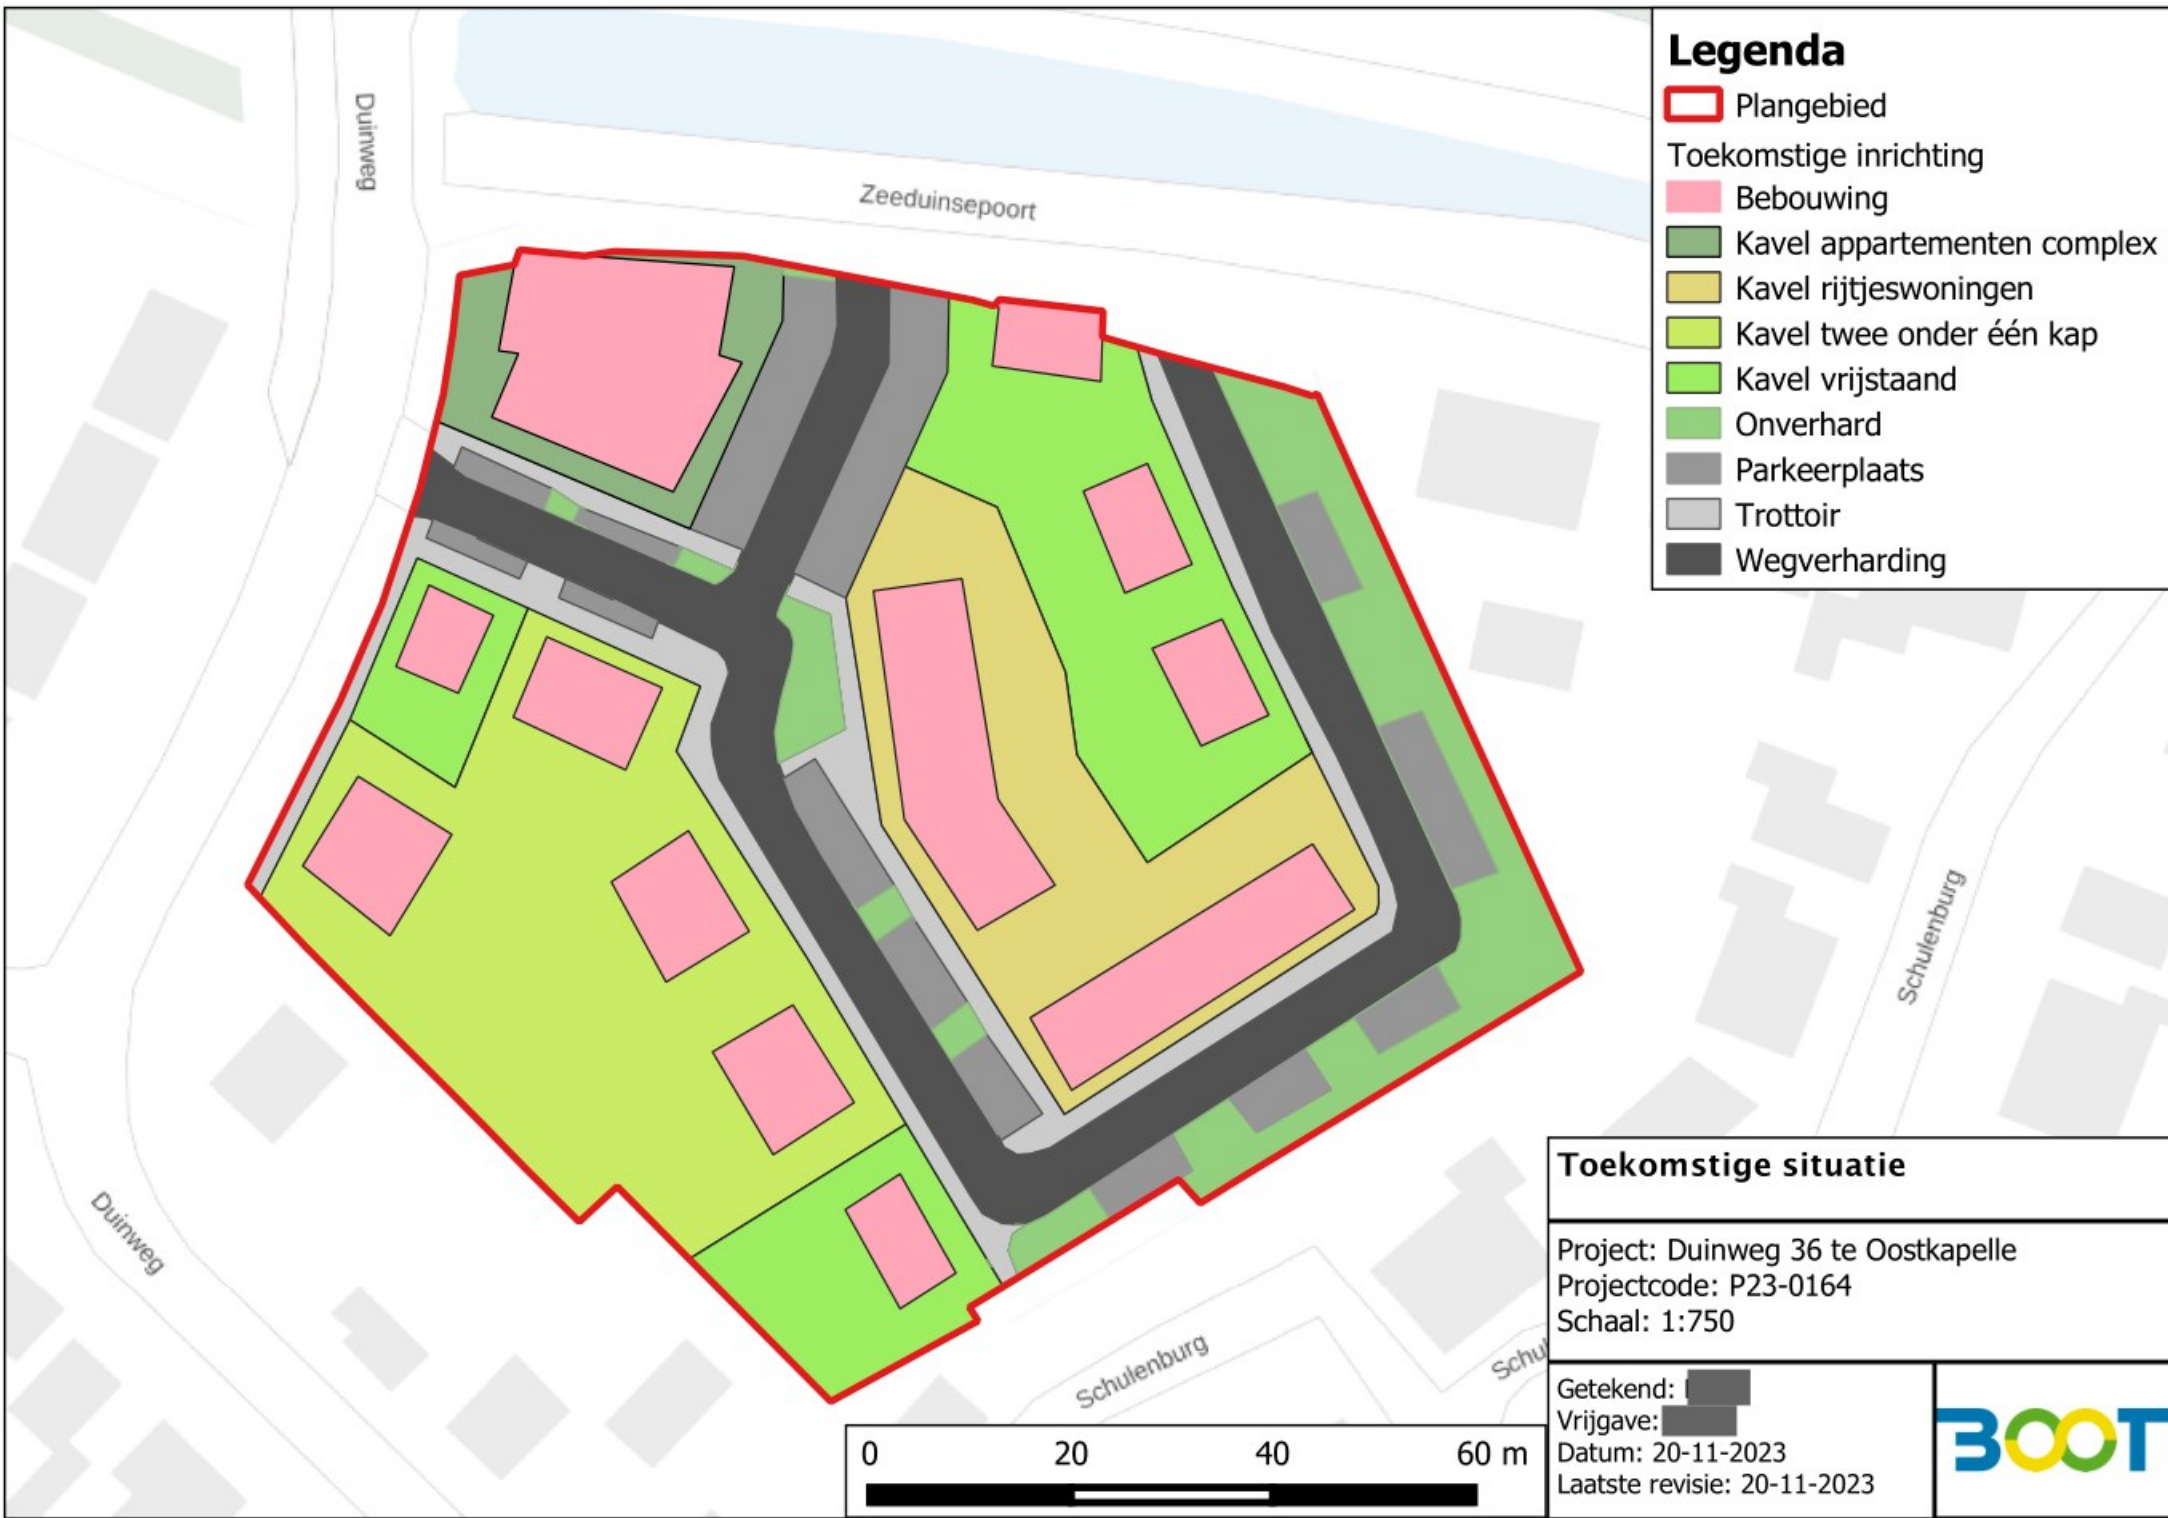 Duinweg
Zeeduinsepoort
Legenda
Plangebied
Toekomstige inrichting
Bebouwing
Kavel appartementen complex
Kavel rijtjeswoningen
Kavel twee onder één kap
Kavel vrijstaand
Onverhard
Parkeerplaats
Trottoir
Wegverharding
Schulenburg
Duinweg
Schulenburg
Toekomstige situatie
Project: Duinweg 36 te Oostkapelle
Projectcode: P23-0164
Schaal: 1:750
Getekend:
Vrijgave:
Datum: 20-11-2023
Laatste revisie: 20-11-2023
BOOT
0 20 40 60 m